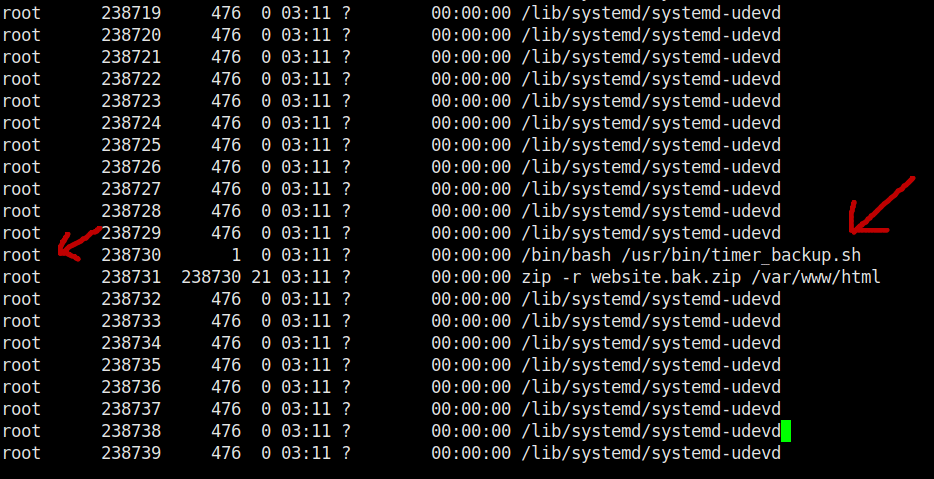 root 238719 476 0 03:11 ? 00:00:00 /lib/systemd/systemd-udevd
root 238720 476 0 03:11 ? 00:00:00 /lib/systemd/systemd-udevd
root 238721 476 0 03:11 ? 00:00:00 /lib/systemd/systemd-udevd
root 238722 476 0 03:11 ? 00:00:00 /lib/systemd/systemd-udevd
root 238723 476 0 03:11 ? 00:00:00 /lib/systemd/systemd-udevd
root 238724 476 0 03:11 ? 00:00:00 /lib/systemd/systemd-udevd
root 238725 476 0 03:11 ? 00:00:00 /lib/systemd/systemd-udevd
root 238726 476 0 03:11 ? 00:00:00 /lib/systemd/systemd-udevd
root 238727 476 0 03:11 ? 00:00:00 /lib/systemd/systemd-udevd
root 238728 476 0 03:11 ? 00:00:00 /lib/systemd/systemd-udevd
root 238729 476 0 03:11 ? 00:00:00 /lib/systemd/systemd-udevd
root 238730 1 0 03:11 ? 00:00:00 /bin/bash /usr/bin/timer_backup.sh
root 238731 238730 21 03:11 ? 00:00:00 zip -r website.bak.zip /var/www/html
root 238732 476 0 03:11 ? 00:00:00 /lib/systemd/systemd-udevd
root 238733 476 0 03:11 ? 00:00:00 /lib/systemd/systemd-udevd
root 238734 476 0 03:11 ? 00:00:00 /lib/systemd/systemd-udevd
root 238735 476 0 03:11 ? 00:00:00 /lib/systemd/systemd-udevd
root 238736 476 0 03:11 ? 00:00:00 /lib/systemd/systemd-udevd
root 238737 476 0 03:11 ? 00:00:00 /lib/systemd/systemd-udevd
root 238738 476 0 03:11 ? 00:00:00 /lib/systemd/systemd-udevd
root 238739 476 0 03:11 ? 00:00:00 /lib/systemd/systemd-udevd